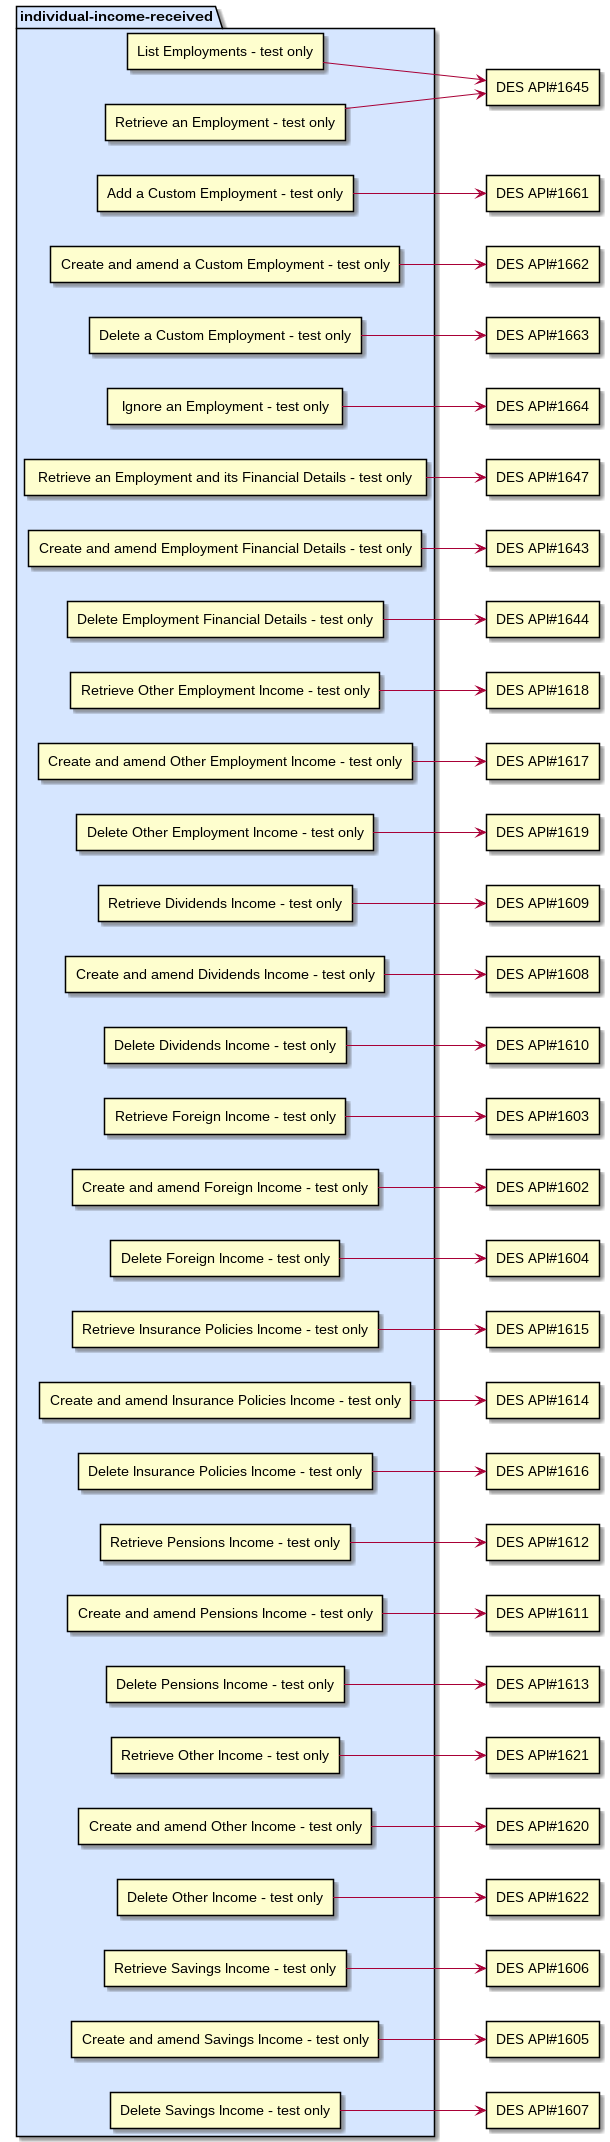 individual-income-received
List Employments - test only
DES API#1645
Retrieve an Employment - test only
Add a Custom Employment - test only
DES API#1661
Create and amend a Custom Employment - test only
DES API#1662
Delete a Custom Employment - test only
DES API#1663
Ignore an Employment - test only
DES API#1664
Retrieve an Employment and its Financial Details - test only
DES API#1647
Create and amend Employment Financial Details - test only
DES API#1643
Delete Employment Financial Details - test only
DES API#1644
Retrieve Other Employment Income - test only
DES API#1618
Create and amend Other Employment Income - test only
DES API#1617
Delete Other Employment Income - test only
DES API#1619
Retrieve Dividends Income - test only
DES API#1609
Create and amend Dividends Income - test only
DES API#1608
Delete Dividends Income - test only
DES API#1610
Retrieve Foreign Income - test only
DES API#1603
Create and amend Foreign Income - test only
DES API#1602
Delete Foreign Income - test only
DES API#1604
Retrieve Insurance Policies Income - test only
DES API#1615
Create and amend Insurance Policies Income - test only
DES API#1614
Delete Insurance Policies Income - test only
DES API#1616
Retrieve Pensions Income - test only
DES API#1612
Create and amend Pensions Income - test only
DES API#1611
Delete Pensions Income - test only
DES API#1613
Retrieve Other Income - test only
DES API#1621
Create and amend Other Income - test only
DES API#1620
Delete Other Income - test only
DES API#1622
Retrieve Savings Income - test only
DES API#1606
Create and amend Savings Income - test only
DES API#1605
Delete Savings Income - test only
DES API#1607